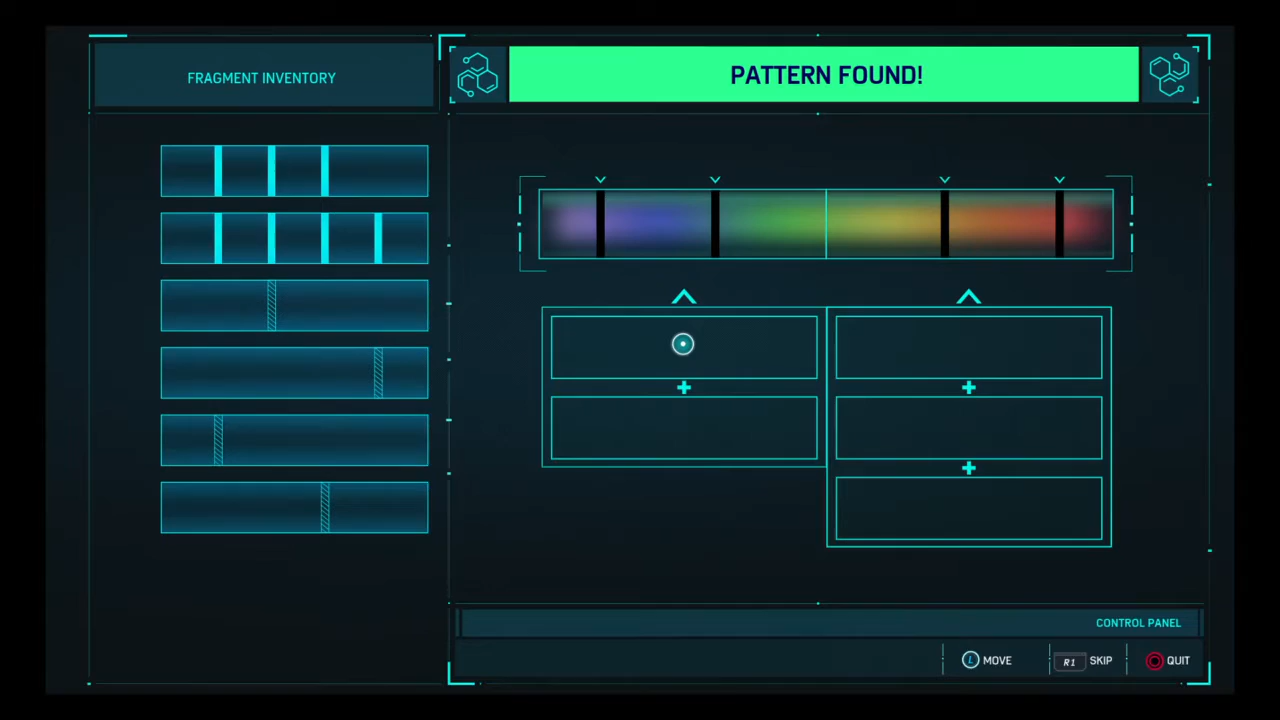 FRAGMENT INVENTORY
PATTERN FOUND!
CONTROL PANEL
L MOVE
R1 SKIP
QUIT